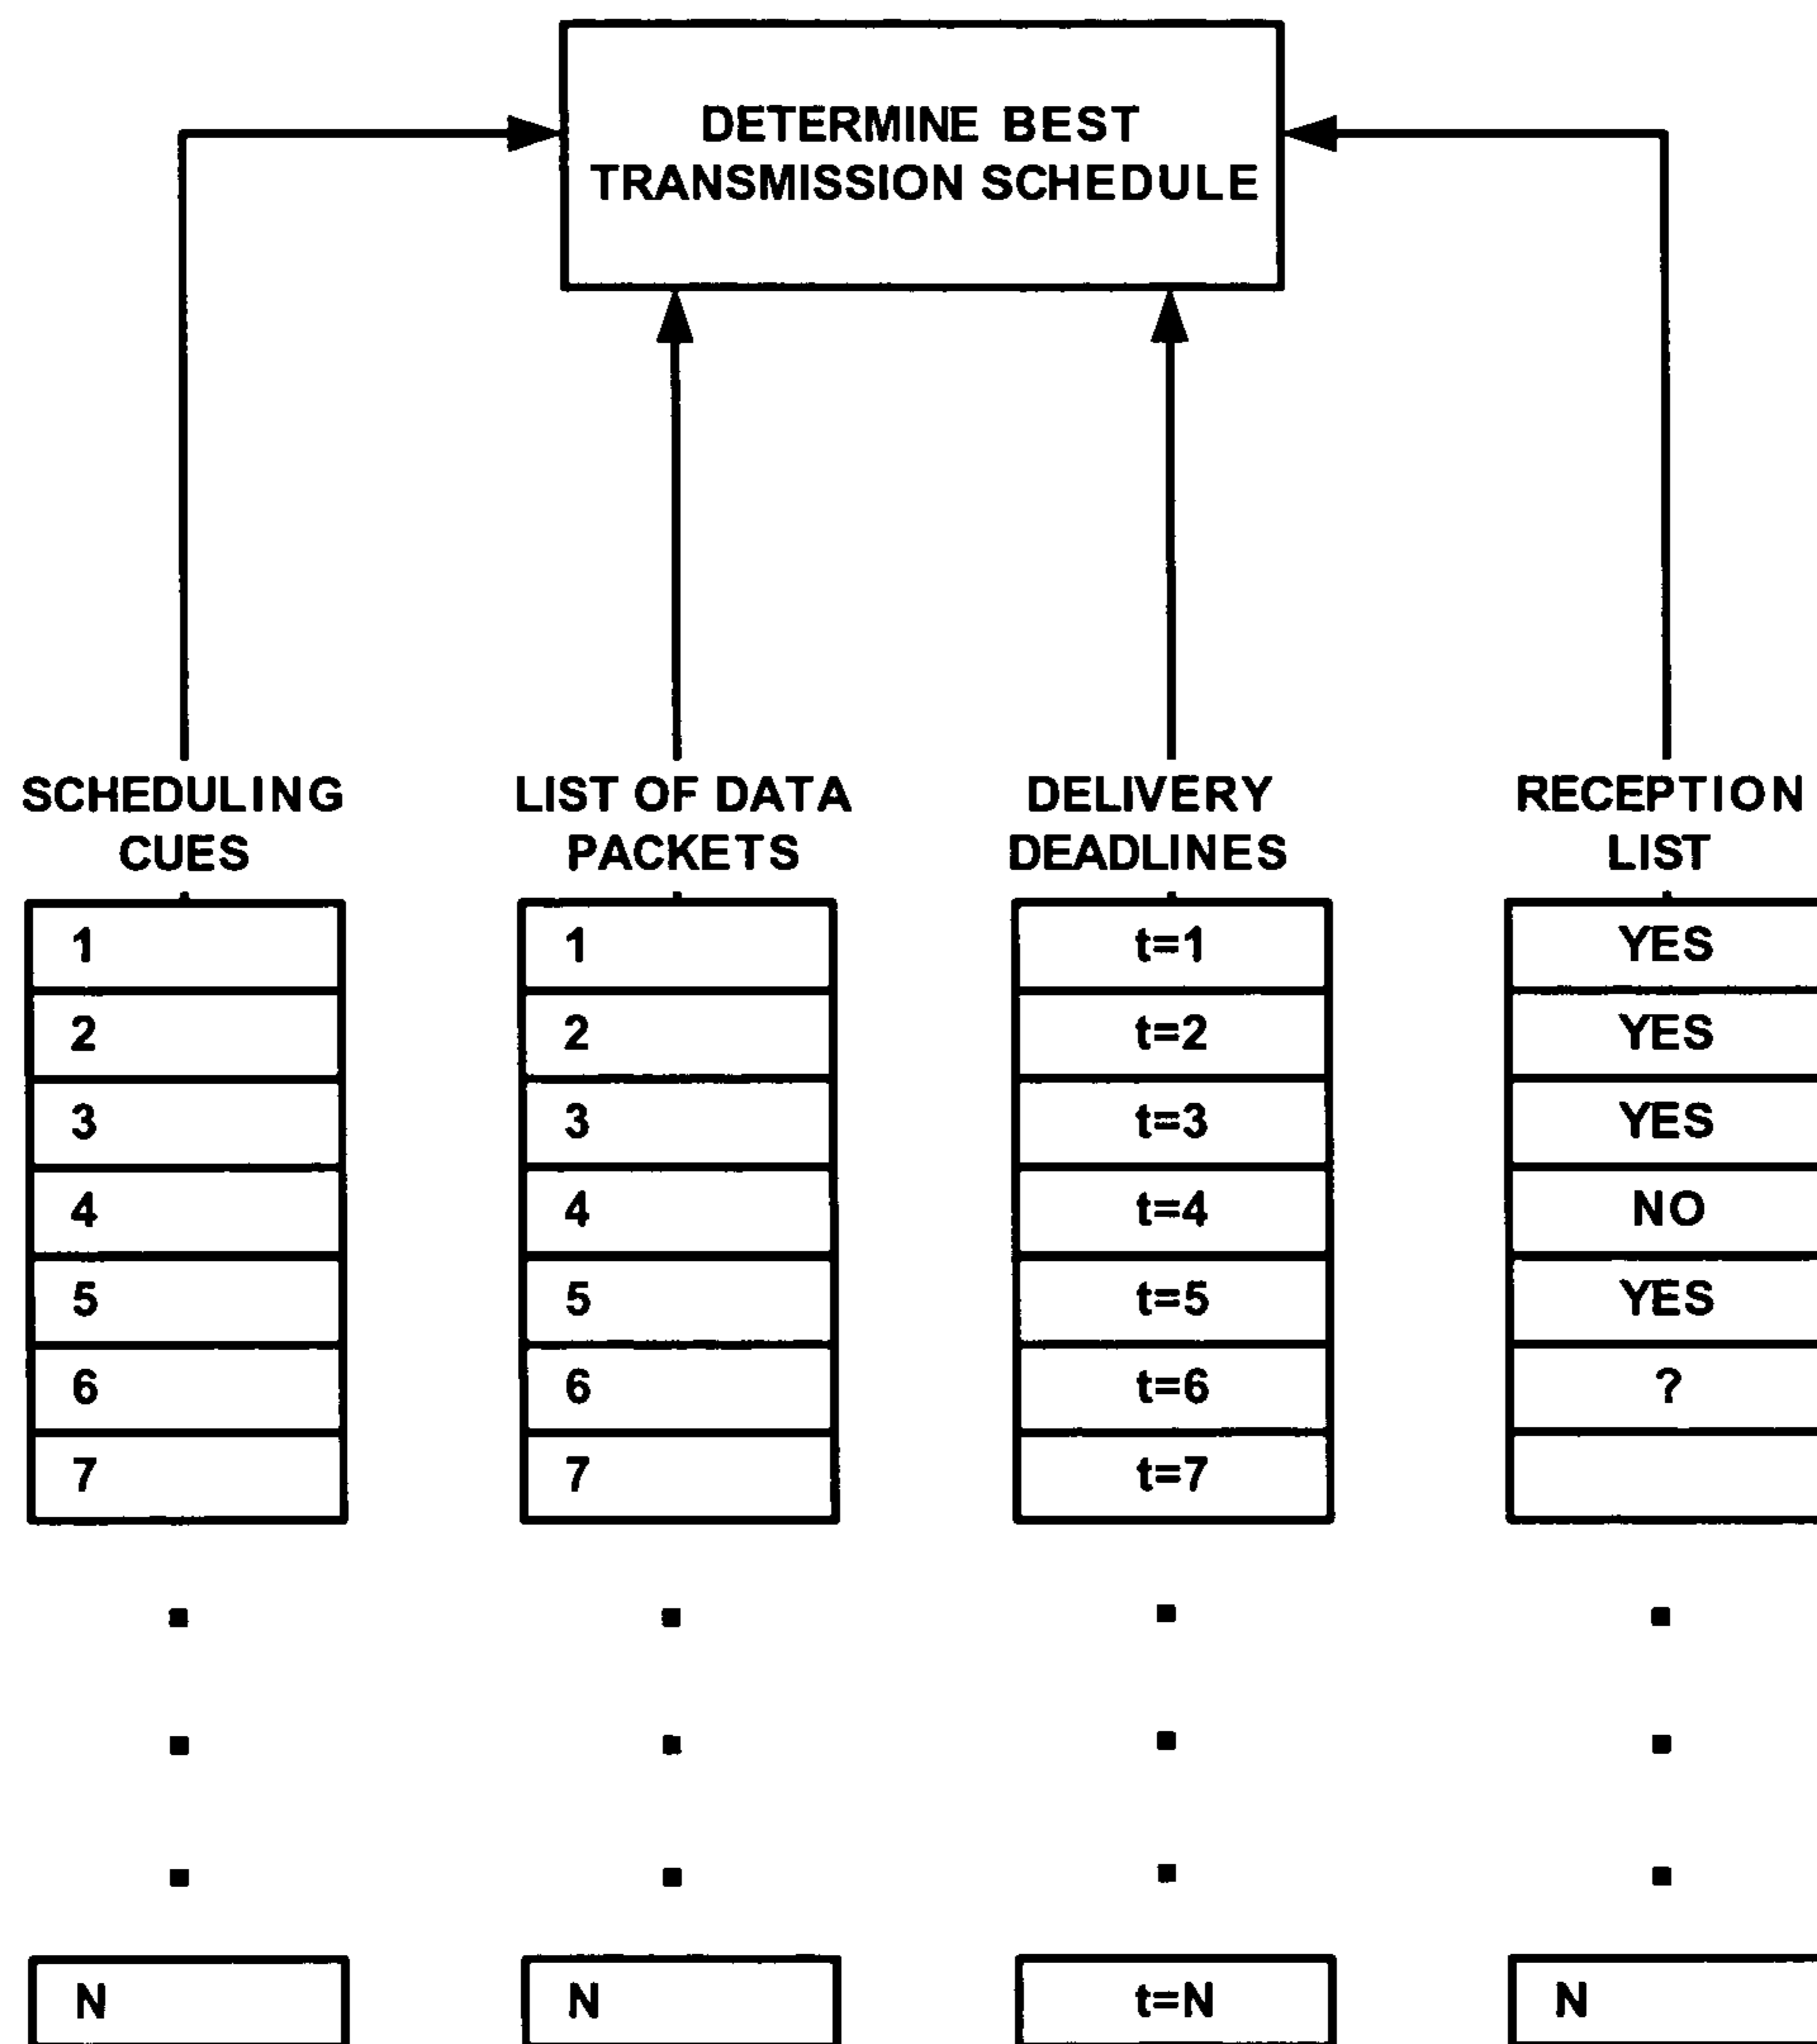 DETERMINE BEST
TRANSMISSION SCHEDULE
SCHEDULING
CUES
1
2
3
4
5
6
7
N
LIST OF DATA
PACKETS
1
2
3
4
5
6
7
N
DELIVERY
DEADLINES
t=1
t=2
t=3
t=4
t=5
t=6
t=7
t=N
RECEPTION
LIST
YES
YES
YES
NO
YES
?
N